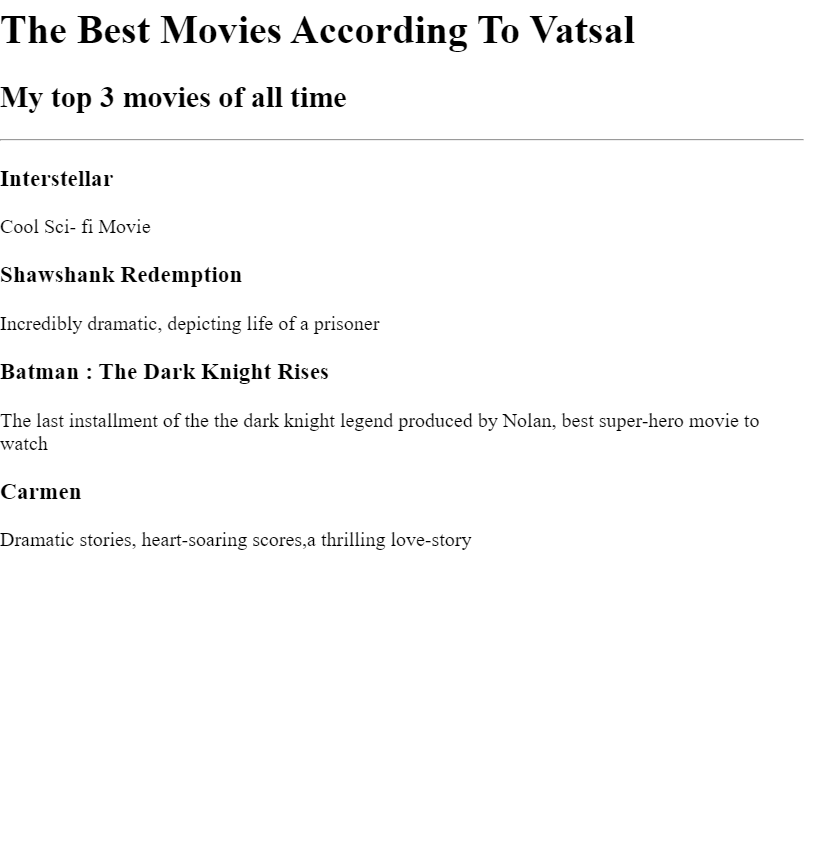 The Best Movies According To Vatsal
My top 3 movies of all time
Interstellar
Cool Sci- fi Movie
Shawshank Redemption
Incredibly dramatic, depicting life of a prisoner
Batman : The Dark Knight Rises
The last installment of the the dark knight legend produced by Nolan, best super-hero movie to
watch
Carmen
Dramatic stories, heart-soaring scores,a thrilling love-story